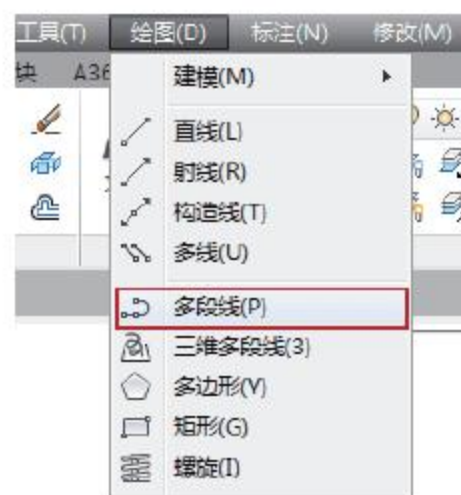 工具(T) 绘图(D) 标注(N) 修改(M)
块 A36
建模(M)
直线(L)
射线(R)
构造线(T)
多线(U)
多段线(P)
三维多段线(3)
多边形(Y)
矩形(G)
螺旋(I)